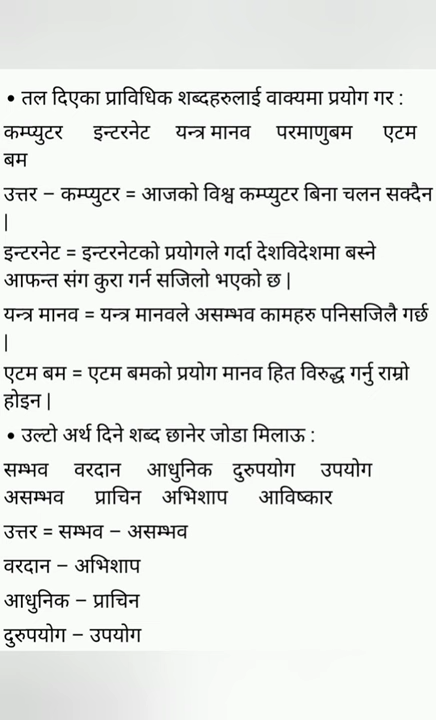 • तल दिएका प्राविधिक शब्दहरुलाई वाक्यमा प्रयोग गर :
कम्प्युटर इन्टरनेट यन्त्र मानव परमाणुबम एटम
बम
उत्तर – कम्प्युटर = आजको विश्व कम्प्युटर बिना चलन सक्दैन
|
इन्टरनेट = इन्टरनेटको प्रयोगले गर्दा देशविदेशमा बस्ने
आफन्त संग कुरा गर्न सजिलो भएको छ |
यन्त्र मानव = यन्त्र मानवले असम्भव कामहरु पनिसजिलै गर्छ
|
एटम बम = एटम बमको प्रयोग मानव हित विरुद्ध गर्नु राम्रो
होइन |
• उल्टो अर्थ दिने शब्द छानेर जोडा मिलाऊ :
सम्भव वरदान आधुनिक दुरुपयोग उपयोग
असम्भव प्राचिन अभिशाप आविष्कार
उत्तर = सम्भव – असम्भव
वरदान – अभिशाप
आधुनिक – प्राचिन
दुरुपयोग – उपयोग